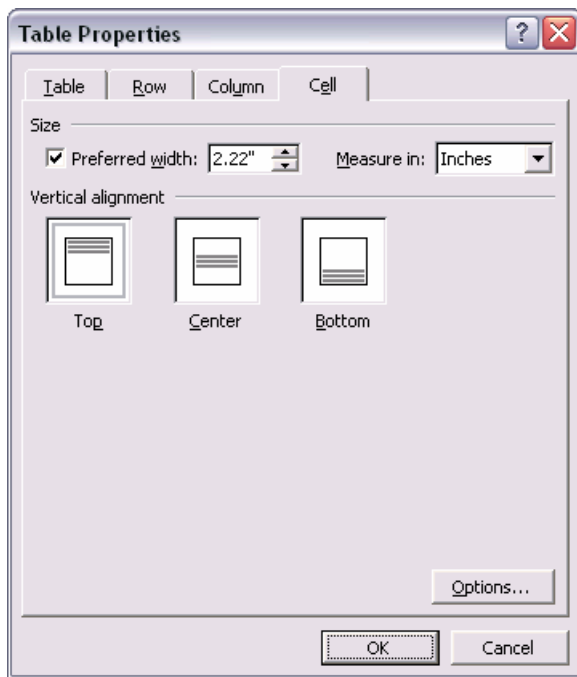 Table Properties ?
Table Row Column Cell
Size
Preferred width: 2.22" Measure in: Inches
Vertical alignment
Top Center Bottom
Options...
OK Cancel